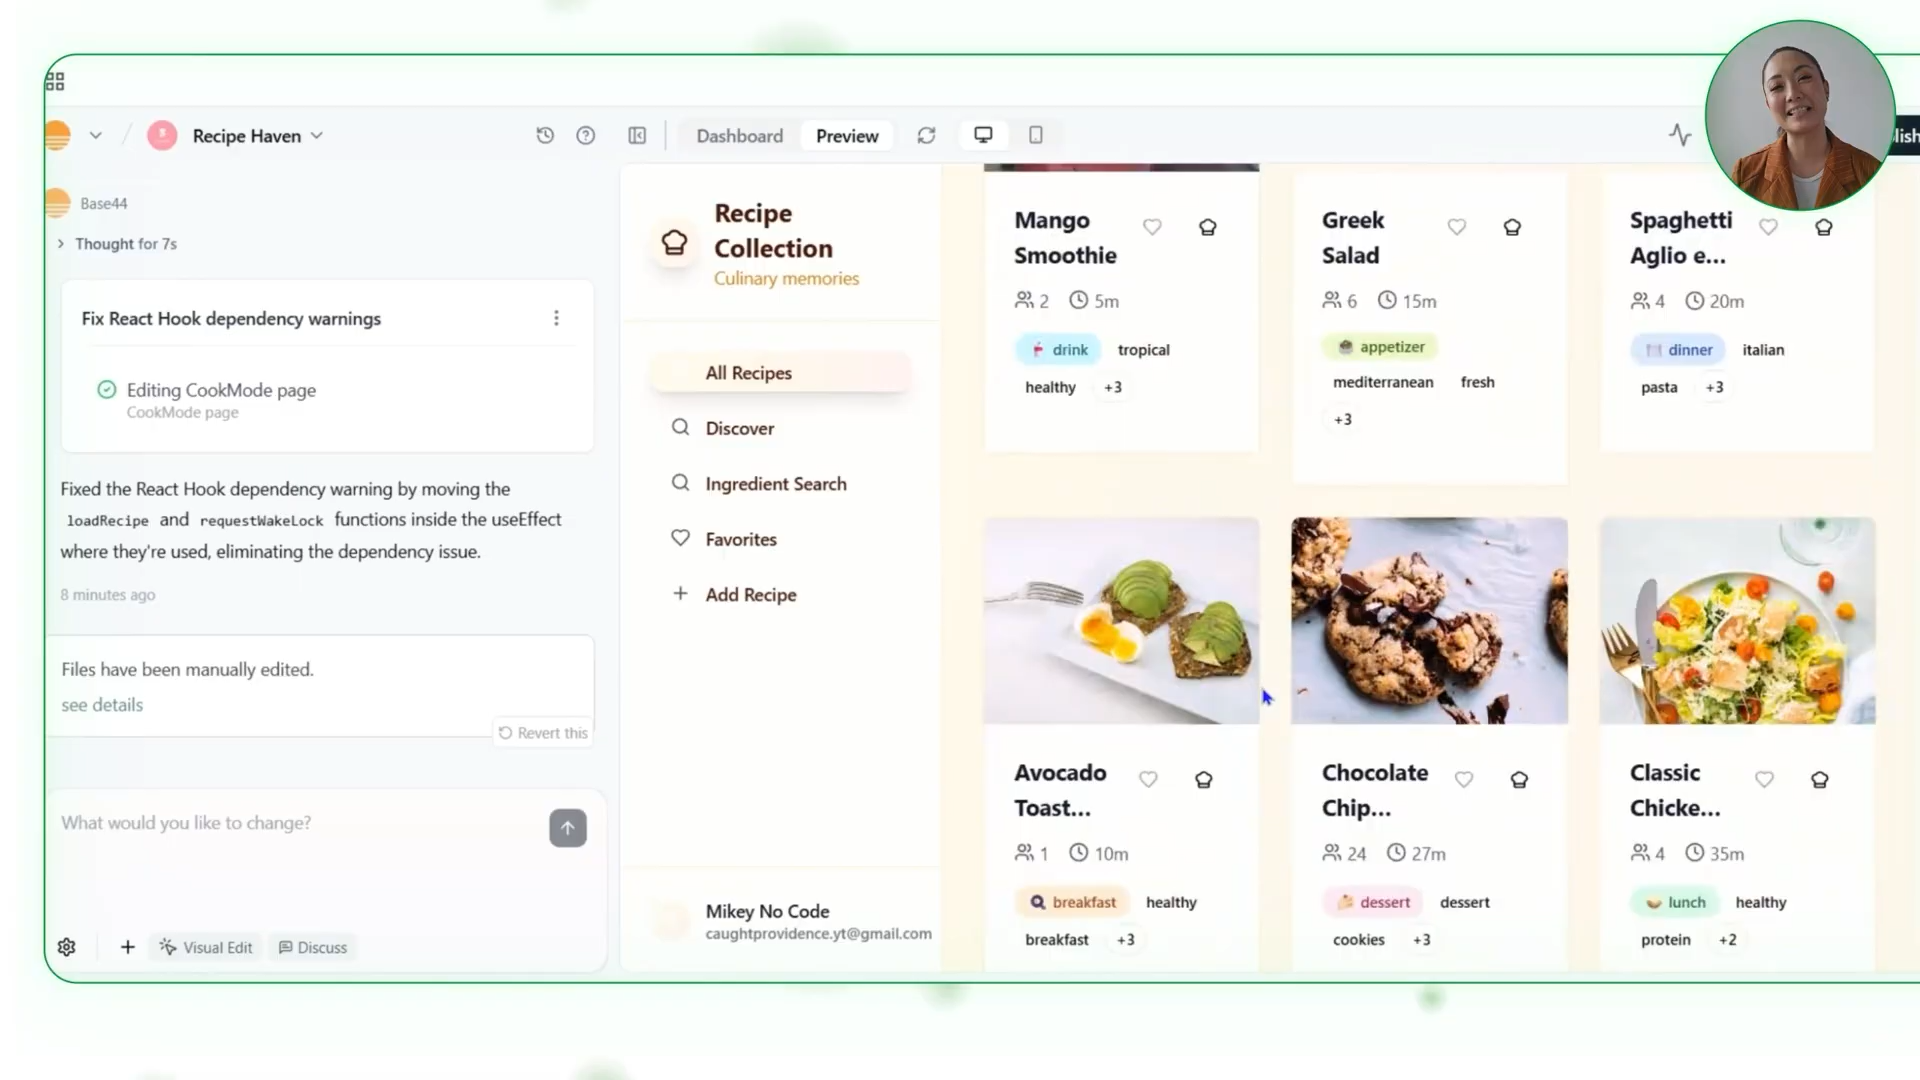 Recipe Haven
Dashboard
Preview
lish
Base44
Thought for 7s
Fix React Hook dependency warnings
Editing CookMode page
CookMode page
Fixed the React Hook dependency warning by moving the
loadRecipe and requestWakeLock functions inside the useEffect
where they're used, eliminating the dependency issue.
8 minutes ago
Files have been manually edited.
see details
Revert this
What would you like to change?
Visual Edit
Discuss
Recipe
Collection
Culinary memories
All Recipes
Discover
Ingredient Search
Favorites
Add Recipe
Mikey No Code
caughtprovidence.yt@gmail.com
Mango
Smoothie
2 5m
drink tropical
healthy +3
Greek
Salad
6 15m
appetizer
mediterranean fresh
+3
Spaghetti
Aglio e...
4 20m
dinner italian
pasta +3
Avocado
Toast...
1 10m
breakfast healthy
breakfast +3
Chocolate
Chip...
24 27m
dessert dessert
cookies +3
Classic
Chicke...
4 35m
lunch healthy
protein +2